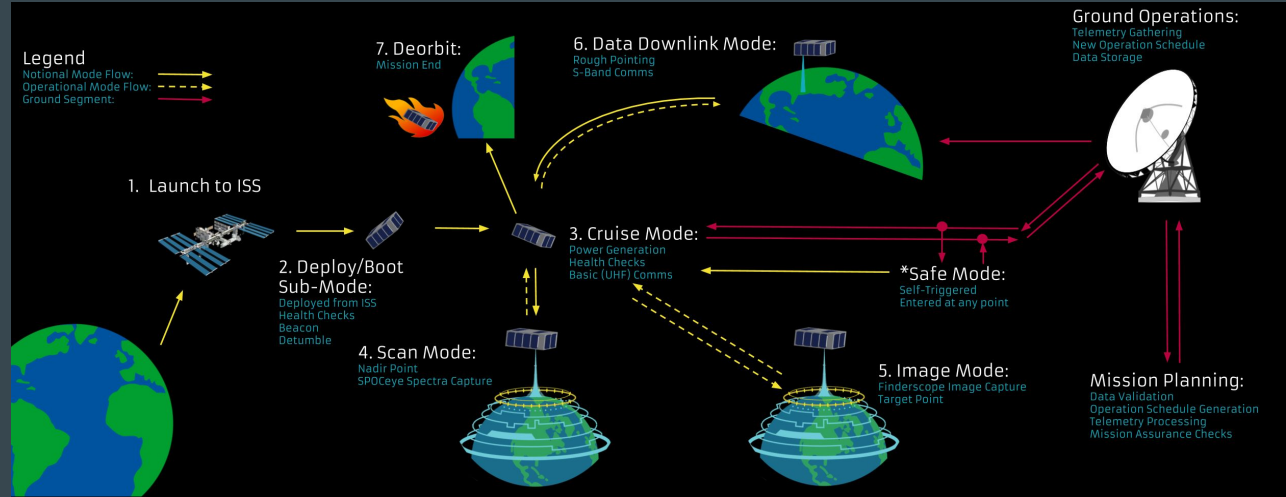 Legend
Notional Mode Flow:
Operational Mode Flow:
Ground Segment:
1. Launch to ISS
2. Deploy/Boot
Sub-Mode:
Deployed from ISS
Health Checks
Beacon
Detumble
7. Deorbit:
Mission End
6. Data Downlink Mode:
Rough Pointing
S-Band Comms
3. Cruise Mode:
Power Generation
Health Checks
Basic (UHF) Comms
4. Scan Mode:
Nadir Point
SPOCeye Spectra Capture
5. Image Mode:
Finderscope Image Capture
Target Point
*Safe Mode:
Self-Triggered
Entered at any point
Ground Operations:
Telemetry Gathering
New Operation Schedule
Data Storage
Mission Planning:
Data Validation
Operation Schedule Generation
Telemetry Processing
Mission Assurance Checks